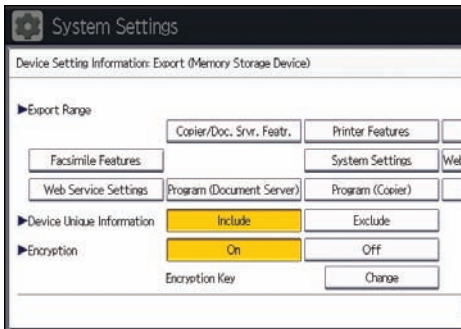 System Settings
Device Setting Information: Export (Memory Storage Device)
▶Export Range
Copier/Doc. Srvr. Featr. Printer Features
Facsimile Features System Settings
Web Service Settings Program (Document Server) Program (Copier)
▶Device Unique Information Include Exclude
▶Encryption On Off
Encryption Key Change